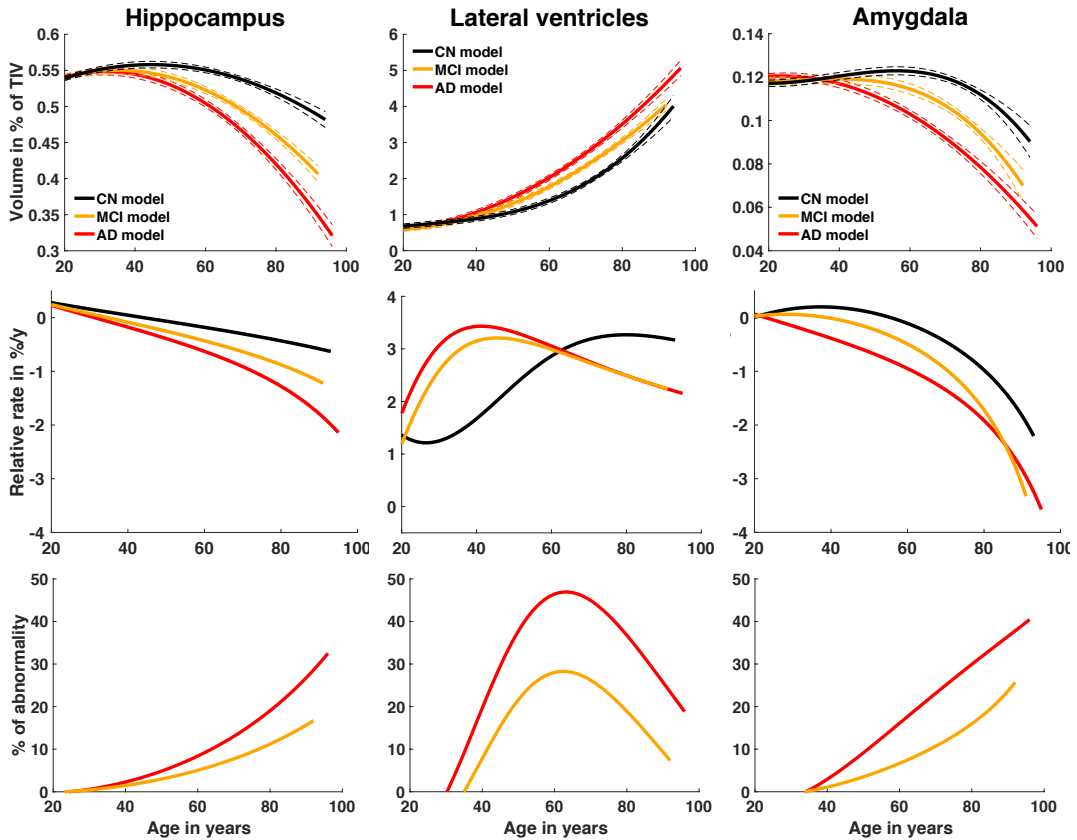 Hippocampus
Lateral ventricles
Amygdala
Volume in % of TIV
0.6
0.55
0.5
0.45
0.4
0.35
0.3
CN model
MCI model
AD model
20 40 60 80 100
6
5
4
3
2
1
0
CN model
MCI model
AD model
20 40 60 80 100
0.14
0.12
0.1
0.08
0.06
0.04
CN model
MCI model
AD model
20 40 60 80 100
Relative rate in %/y
0
-1
-2
-3
-4
20 40 60 80 100
4
3
2
1
0
20 40 60 80 100
0
-1
-2
-3
-4
20 40 60 80 100
% of abnormality
50
40
30
20
10
0
20 40 60 80 100
Age in years
50
40
30
20
10
0
20 40 60 80 100
Age in years
50
40
30
20
10
0
20 40 60 80 100
Age in years